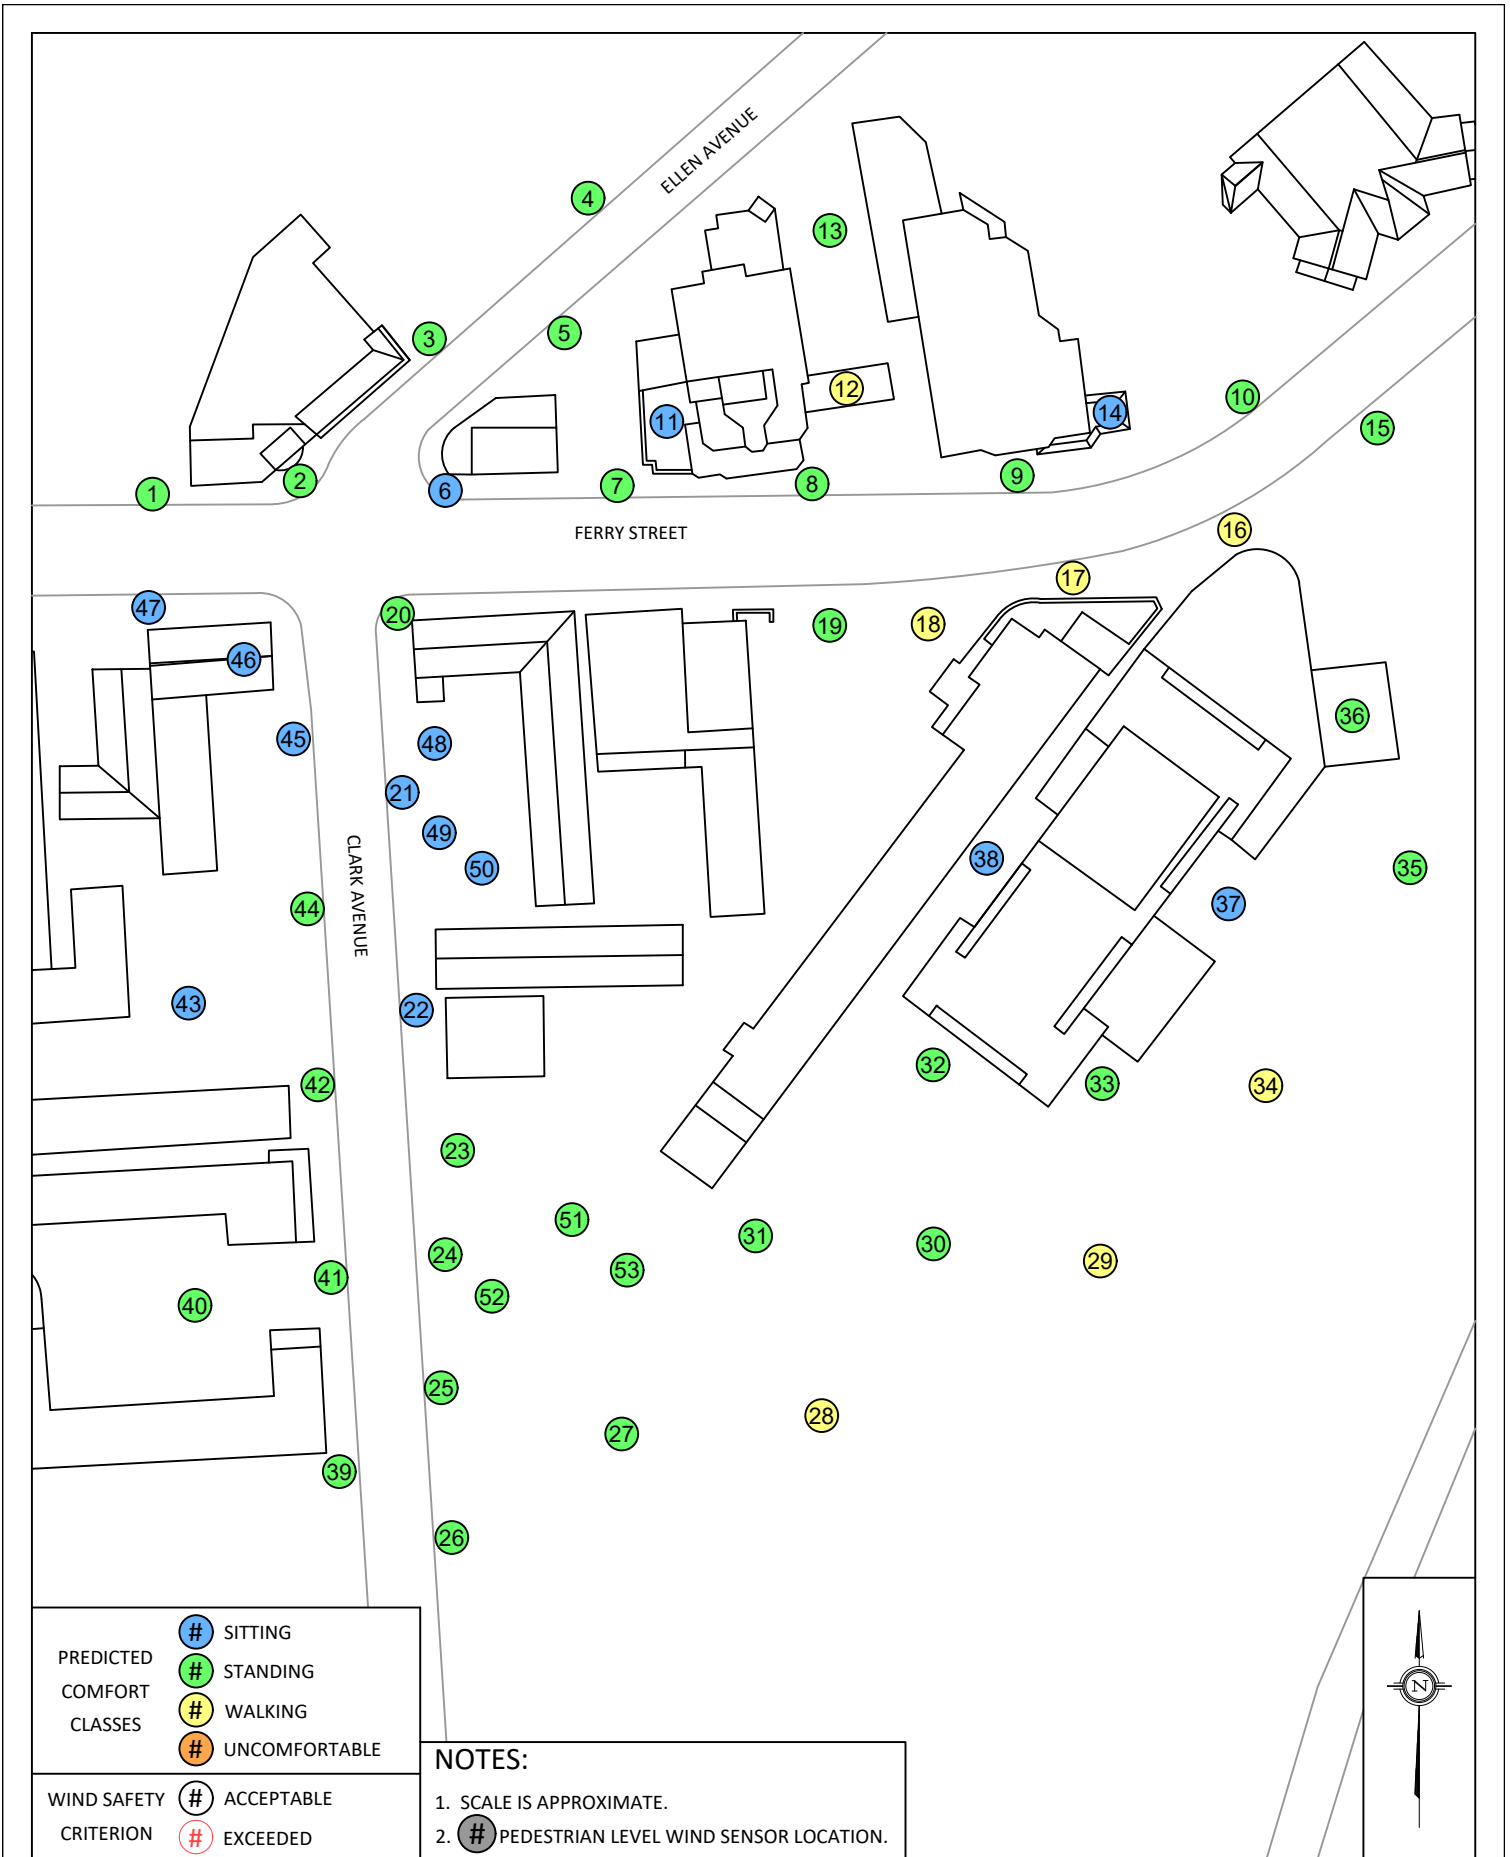 ELLEN AVENUE
4
13
3
5
12
10
14
11
15
9
2
8
7
6
1
16
FERRY STREET
17
47
20
18
19
46
36
45
48
21
49
38
50
35
CLARK AVENUE
37
44
43
22
32
33
42
34
23
51
31
30
24
29
53
41
52
40
25
28
27
39
26
PREDICTED
COMFORT
CLASSES
# SITTING
# STANDING
# WALKING
# UNCOMFORTABLE
WIND SAFETY
CRITERION
# ACCEPTABLE
# EXCEEDED
NOTES:
1. SCALE IS APPROXIMATE.
2. # PEDESTRIAN LEVEL WIND SENSOR LOCATION.
N